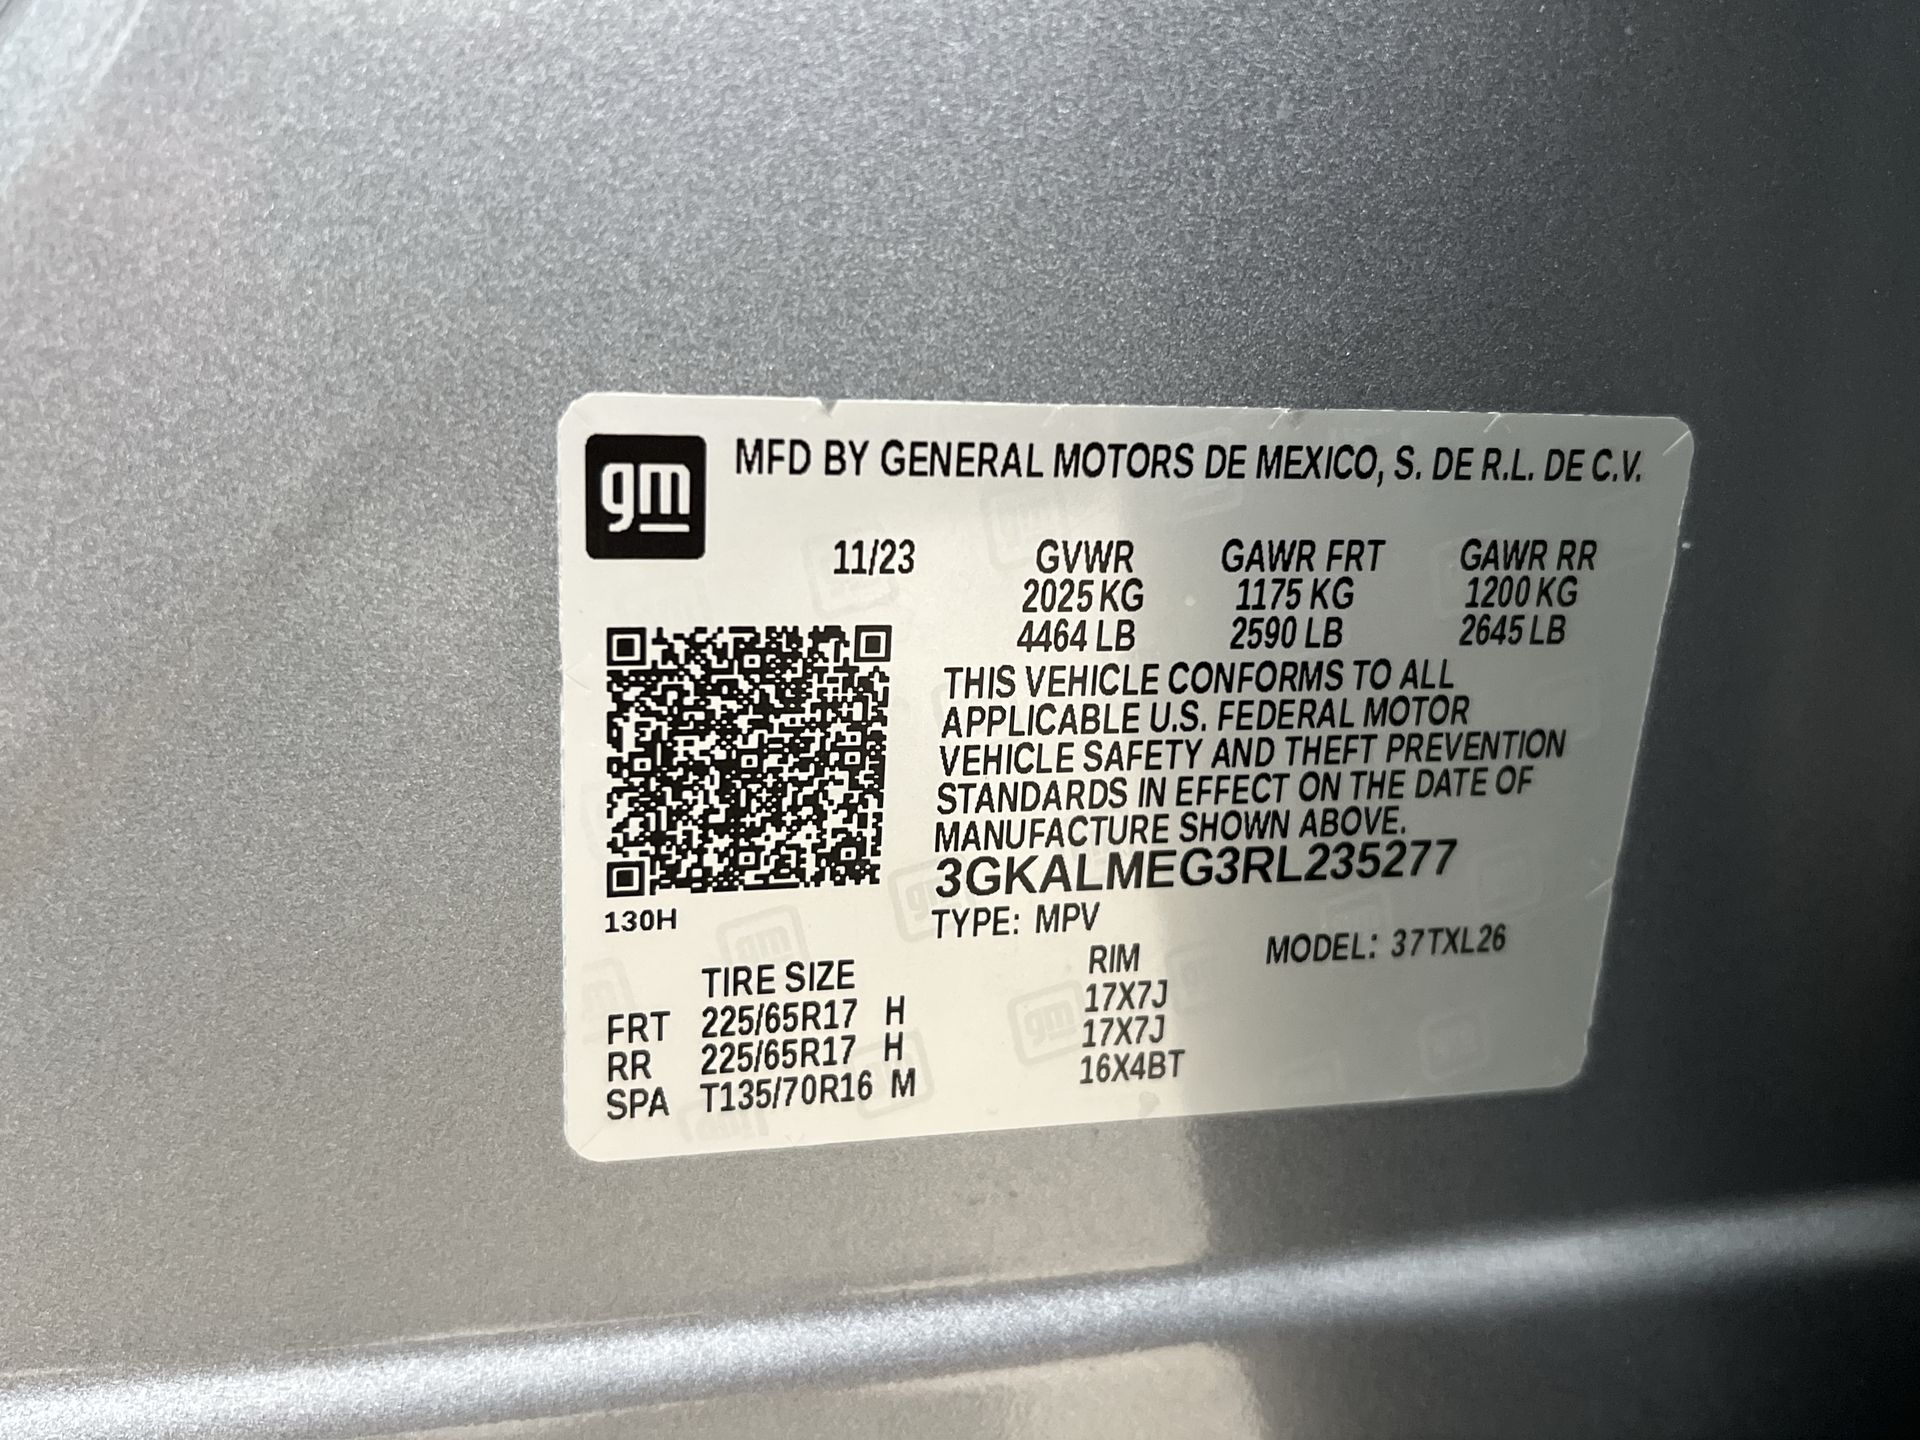 gm
MFD BY GENERAL MOTORS DE MEXICO, S. DE R.L. DE C.V.
11/23 GVWR GAWR FRT GAWR RR
2025 KG 1175 KG 1200 KG
4464 LB 2590 LB 2645 LB
THIS VEHICLE CONFORMS TO ALL
APPLICABLE U.S. FEDERAL MOTOR
VEHICLE SAFETY AND THEFT PREVENTION
STANDARDS IN EFFECT ON THE DATE OF
MANUFACTURE SHOWN ABOVE.
3GKALMEG3RL235277
130H
TYPE: MPV
MODEL: 37TXL26
TIRE SIZE RIM
FRT 225/65R17 H 17X7J
RR 225/65R17 H 17X7J
SPA T135/70R16 M 16X4BT